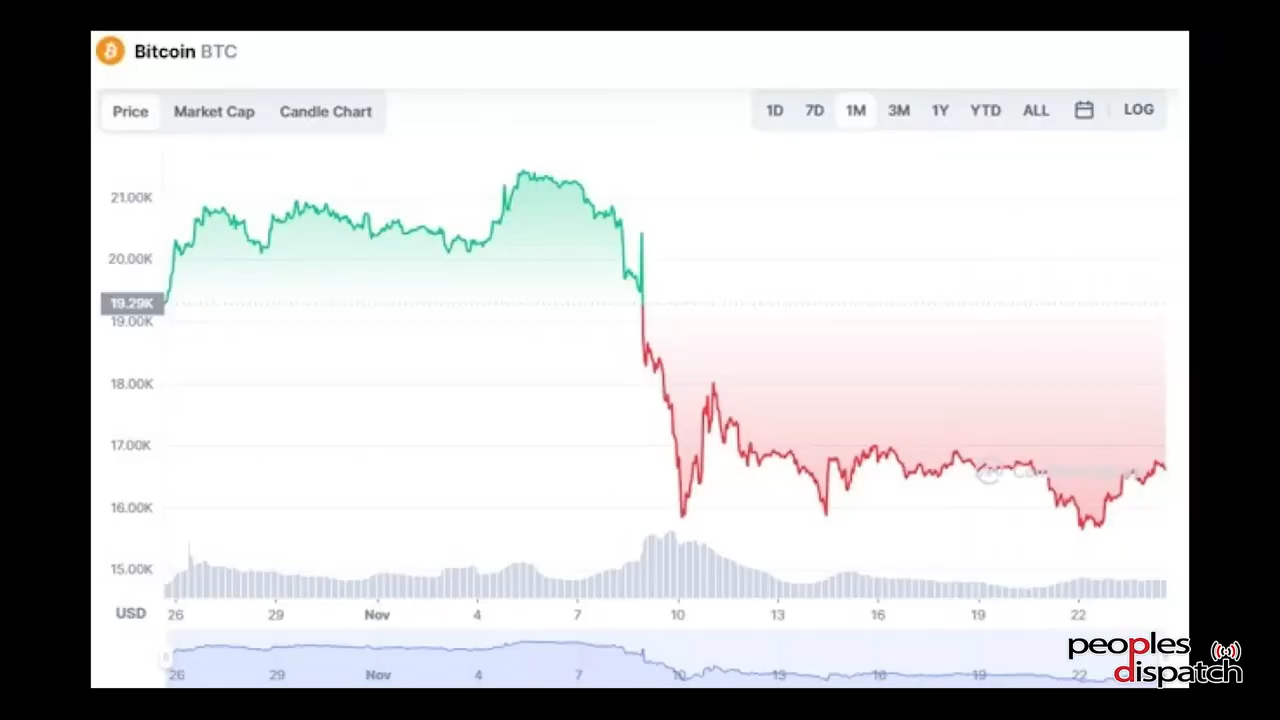 Bitcoin BTC
Price Market Cap Candle Chart 1D 7D 1M 3M 1Y YTD ALL LOG
21.00K
20.00K
19.29K
19.00K
18.00K
17.00K
16.00K
15.00K
USD 26 29 Nov 4 7 10 13 16 19 22
26 29 Nov 4 7 10 13 16 19 22
peoples
dispatch